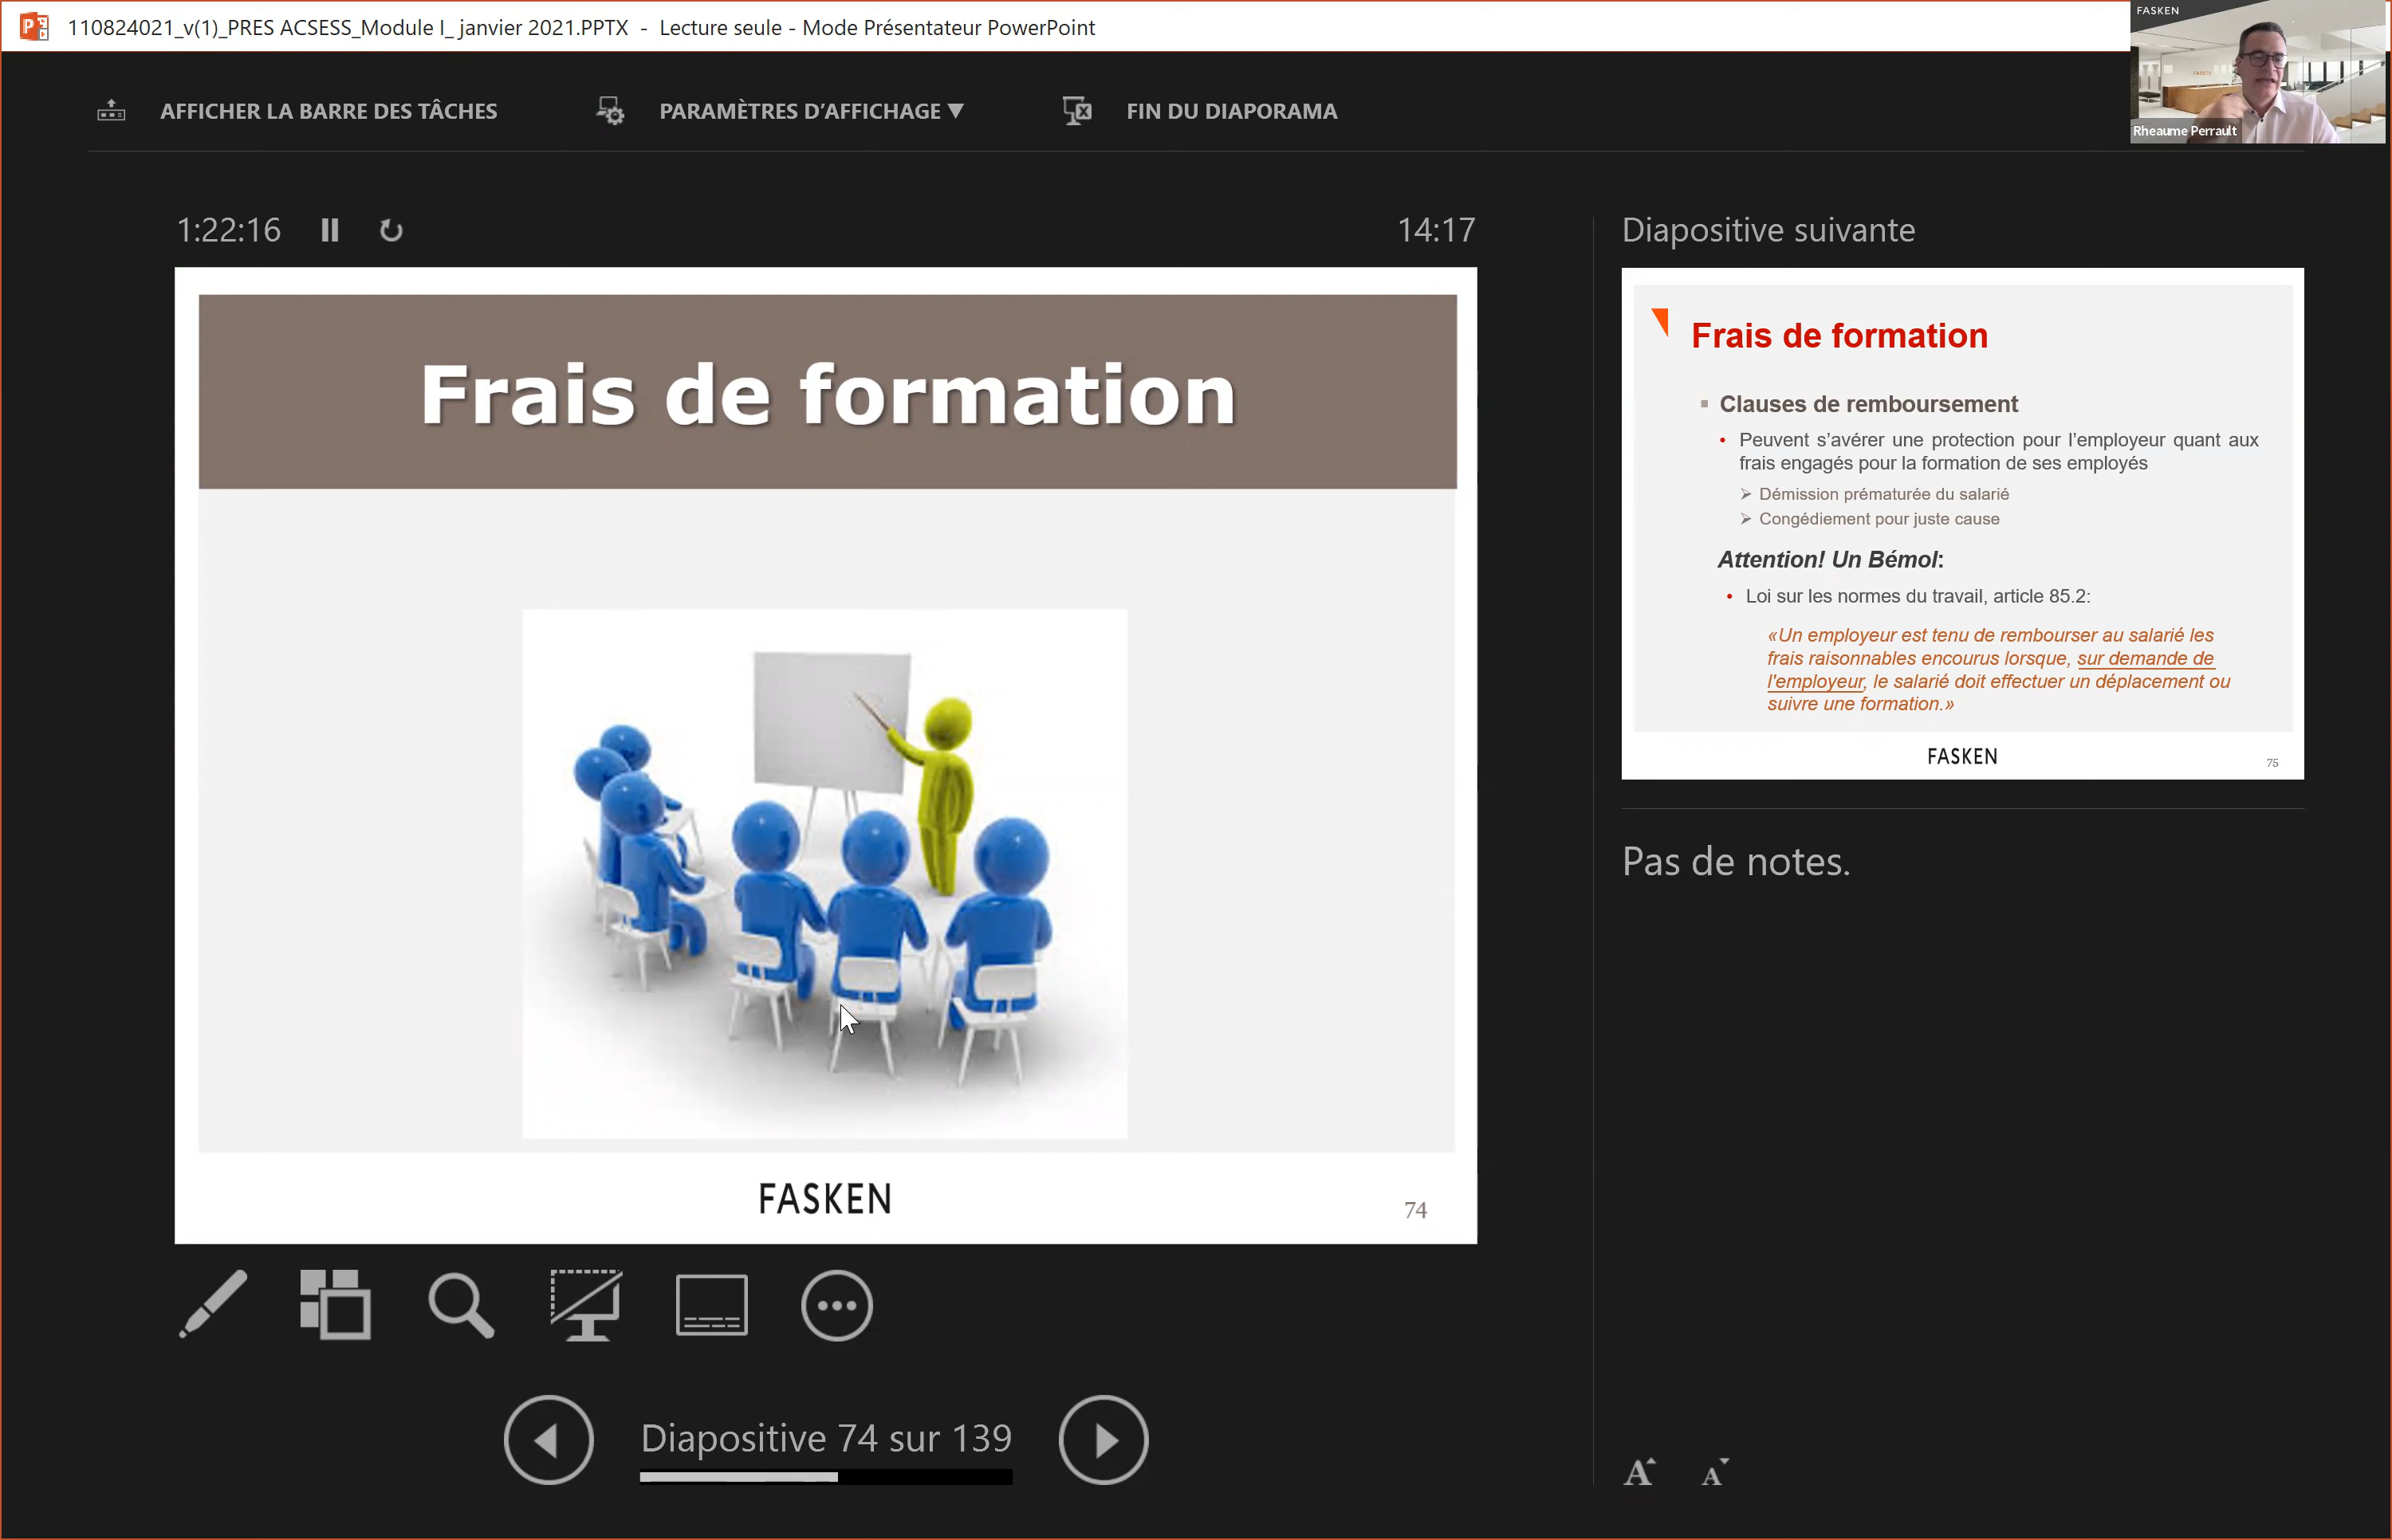 110824021_v(1)_PRES ACSESS_Module I_ janvier 2021.PPTX - Lecture seule - Mode Présentateur PowerPoint
FASKEN
Rheaume Perrault
AFFICHER LA BARRE DES TÂCHES
PARAMÈTRES D'AFFICHAGE ▼
FIN DU DIAPORAMA
1:22:16
14:17
Frais de formation
FASKEN
74
Diapositive 74 sur 139
Diapositive suivante
Frais de formation
▪ Clauses de remboursement
• Peuvent s'avérer une protection pour l'employeur quant aux
frais engagés pour la formation de ses employés
➢ Démission prématurée du salarié
➢ Congédiement pour juste cause
Attention! Un Bémol:
• Loi sur les normes du travail, article 85.2:
«Un employeur est tenu de rembourser au salarié les
frais raisonnables encourus lorsque, sur demande de
l'employeur, le salarié doit effectuer un déplacement ou
suivre une formation.»
FASKEN
75
Pas de notes.
A A